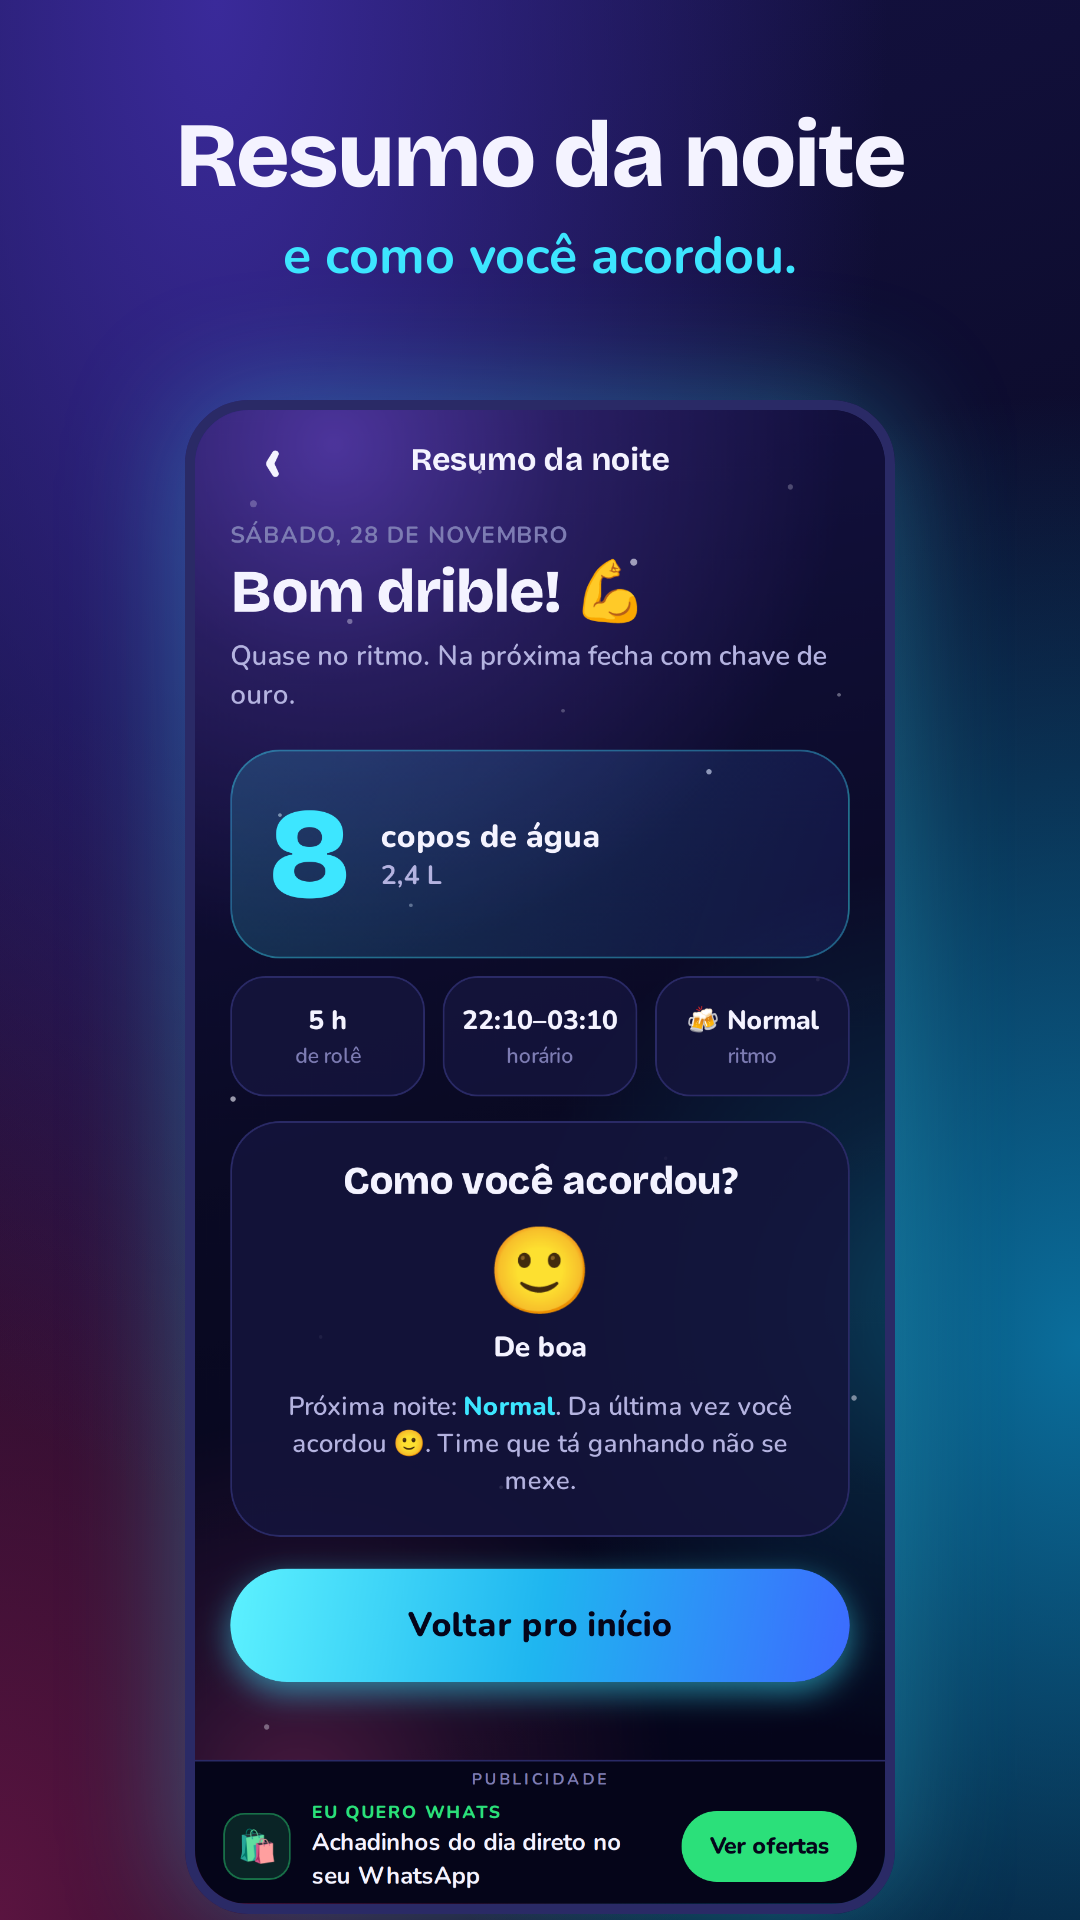 Resumo da noite
e como você acordou.
Resumo da noite
SÁBADO, 28 DE NOVEMBRO
Bom drible! 💪
Quase no ritmo. Na próxima fecha com chave de
ouro.
8
copos de água
2,4 L
5 h
de rolê
22:10–03:10
horário
🍻 Normal
ritmo
Como você acordou?
De boa
Próxima noite: Normal. Da última vez você
acordou 🙂. Time que tá ganhando não se
mexe.
Voltar pro início
PUBLICIDADE
EU QUERO WHATS
Achadinhos do dia direto no
seu WhatsApp
Ver ofertas